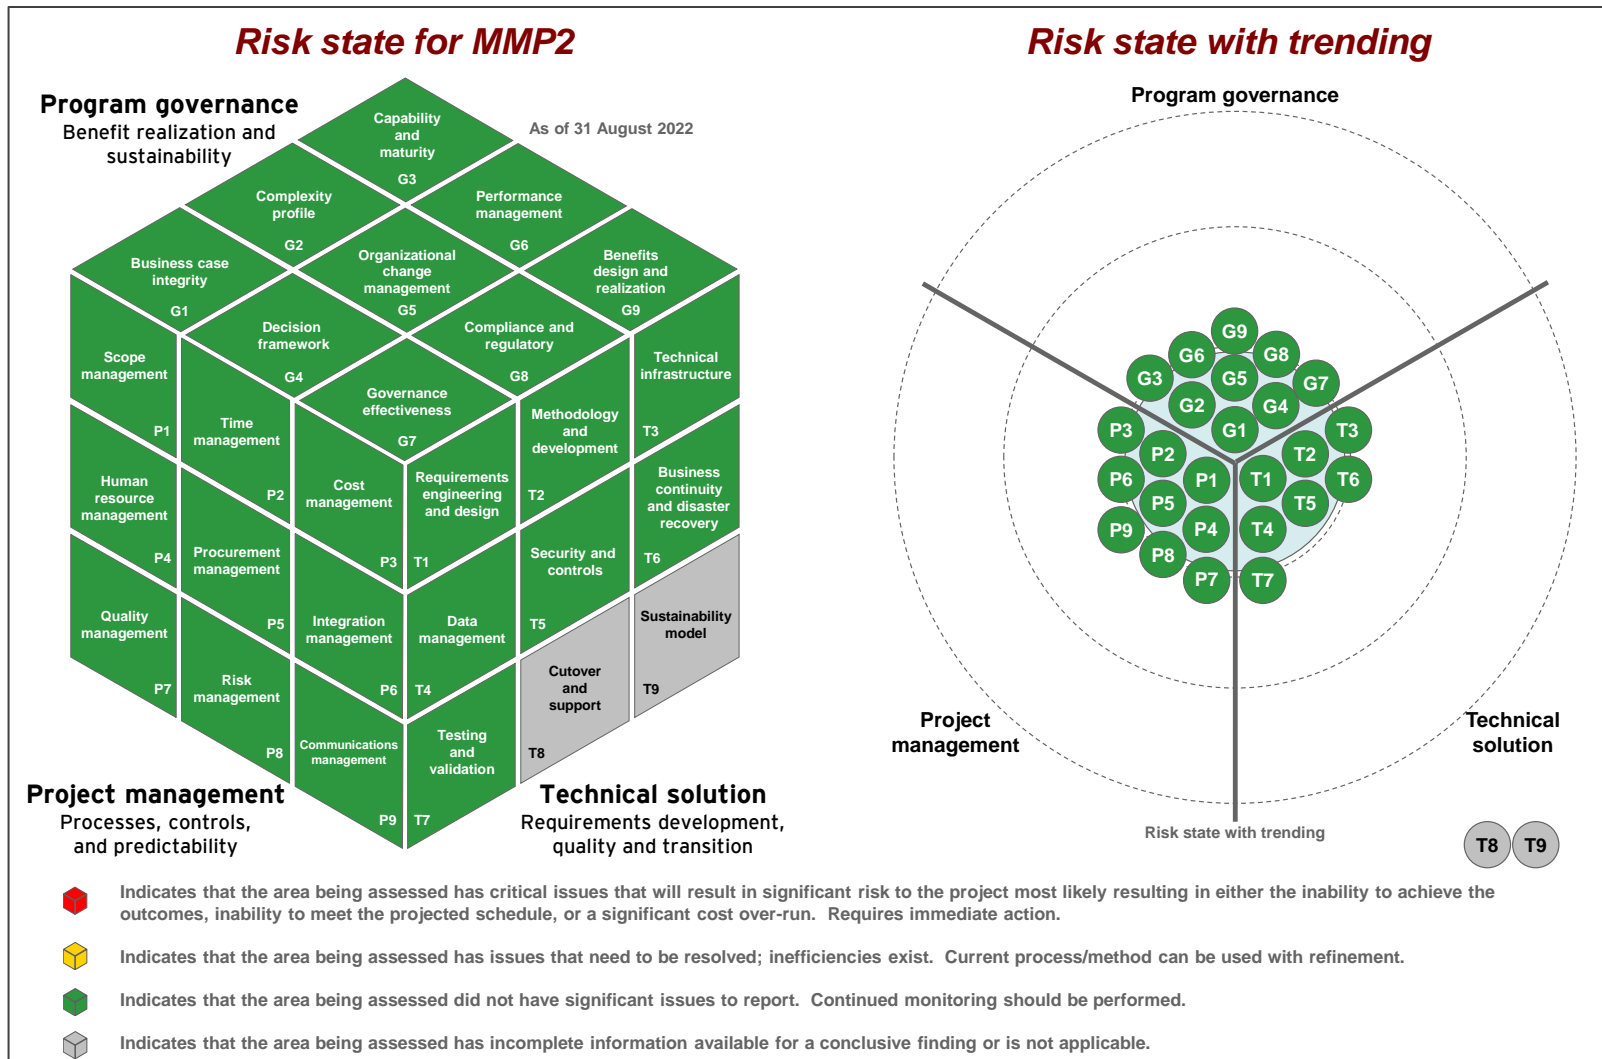 Risk state for MMP2
Risk state with trending
Program governance
Benefit realization and
sustainability
As of 31 August 2022
Capability
and
maturity
G3
Complexity
profile
G2
Performance
management
G6
Business case
integrity
G1
Organizational
change
management
G5
Benefits
design and
realization
G9
Decision
framework
G4
Compliance and
regulatory
G8
Governance
effectiveness
G7
Scope
management
P1
Time
management
P2
Cost
management
P3
Human
resource
management
P4
Procurement
management
P5
Integration
management
P6
Quality
management
P7
Risk
management
P8
Communications
management
P9
Requirements
engineering
and design
T1
Methodology
and
development
T2
Technical
infrastructure
T3
Data
management
T4
Security and
controls
T5
Business
continuity
and disaster
recovery
T6
Testing
and
validation
T7
Cutover
and
support
T8
Sustainability
model
T9
Project management
Processes, controls,
and predictability
Technical solution
Requirements development,
quality and transition
Program governance
G9
G6
G8
G3
G5
G7
G2
G4
G1
P3
P2
P1
P6
P5
P4
P9
P8
P7
T3
T2
T1
T6
T5
T4
T7
Project
management
Technical
solution
Risk state with trending
T8
T9
Indicates that the area being assessed has critical issues that will result in significant risk to the project most likely resulting in either the inability to achieve the
outcomes, inability to meet the projected schedule, or a significant cost over-run. Requires immediate action.
Indicates that the area being assessed has issues that need to be resolved; inefficiencies exist. Current process/method can be used with refinement.
Indicates that the area being assessed did not have significant issues to report. Continued monitoring should be performed.
Indicates that the area being assessed has incomplete information available for a conclusive finding or is not applicable.